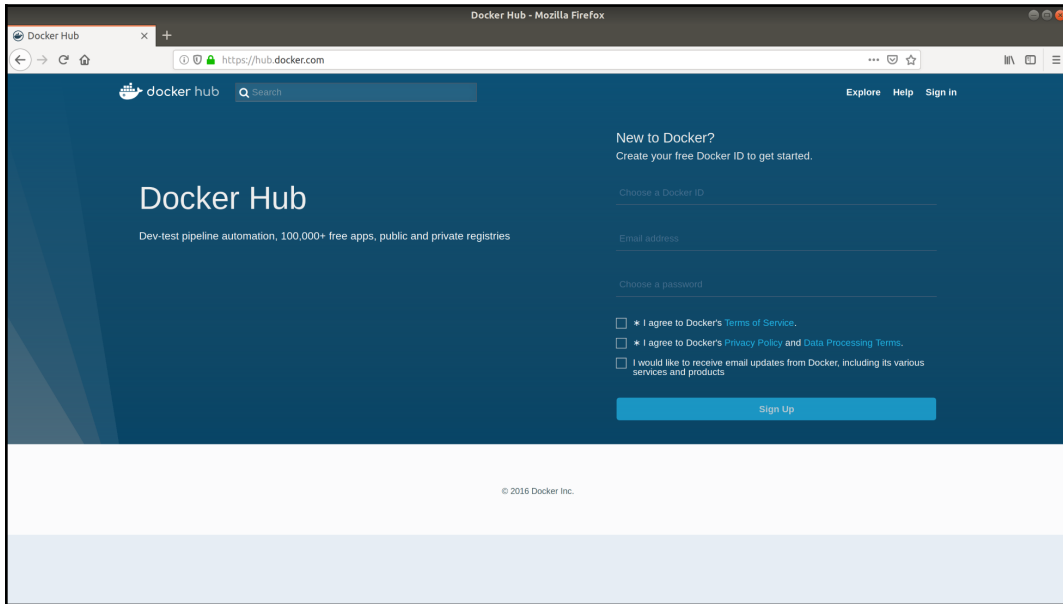 Docker Hub - Mozilla Firefox
Docker Hub
https://hub.docker.com
docker hub
Search
Explore Help Sign in
New to Docker?
Create your free Docker ID to get started.
Choose a Docker ID
Docker Hub
Dev-test pipeline automation, 100,000+ free apps, public and private registries
Email address
Choose a password
* I agree to Docker's Terms of Service.
* I agree to Docker's Privacy Policy and Data Processing Terms.
I would like to receive email updates from Docker, including its various
services and products
Sign Up
© 2016 Docker Inc.